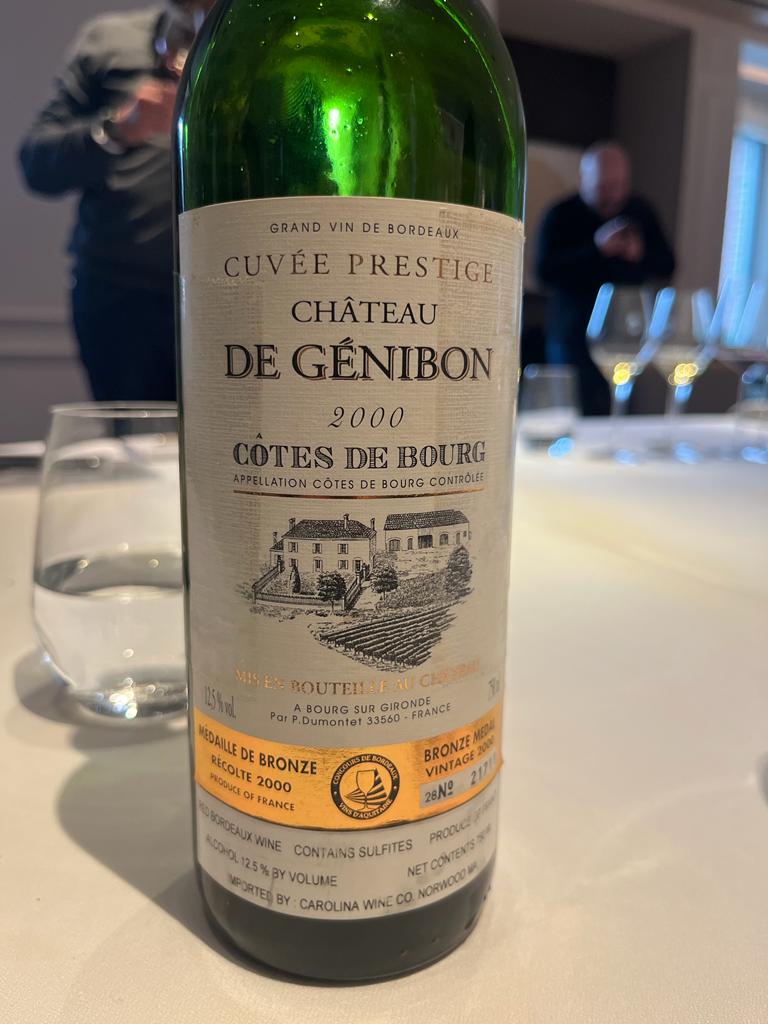 GRAND VIN DE BORDEAUX
CUVÉE PRESTIGE
CHÂTEAU
DE GÉNIBON
2000
CÔTES DE BOURG
APPELLATION CÔTES DE BOURG CONTRÔLÉE
MIS EN BOUTEILLE AU CHÂTEAU
12,5 % vol.
A BOURG SUR GIRONDE
Par P.Dumontet 33560 - FRANCE
MÉDAILLE DE BRONZE
RÉCOLTE 2000
PRODUCE OF FRANCE
CONCOURS DE BORDEAUX
VINS D'AQUITAINE
BRONZE MEDAL
VINTAGE 2000
28 No
RED BORDEAUX WINE CONTAINS SULFITES PRODUCE OF
ALCOHOL 12.5 % BY VOLUME NET CONTENTS
IMPORTED BY : CAROLINA WINE CO. NORWOOD MA